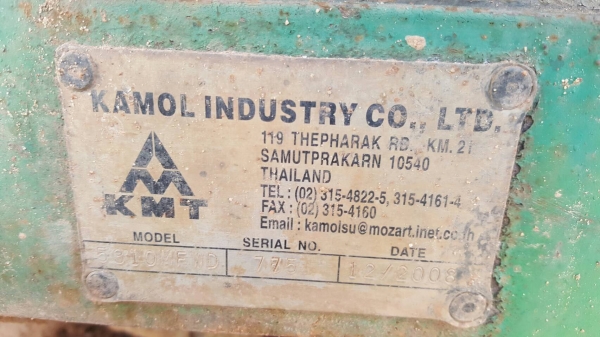 KAMOL INDUSTRY CO., LTD.
119 THEPHARAK RD. KM. 21
SAMUTPRAKARN 10540
THAILAND
TEL : (02) 315-4822-5, 315-4161-4
FAX : (02) 315-4160
Email : kamolsu@mozart.inet.co.th
KMT
MODEL SERIAL NO. DATE